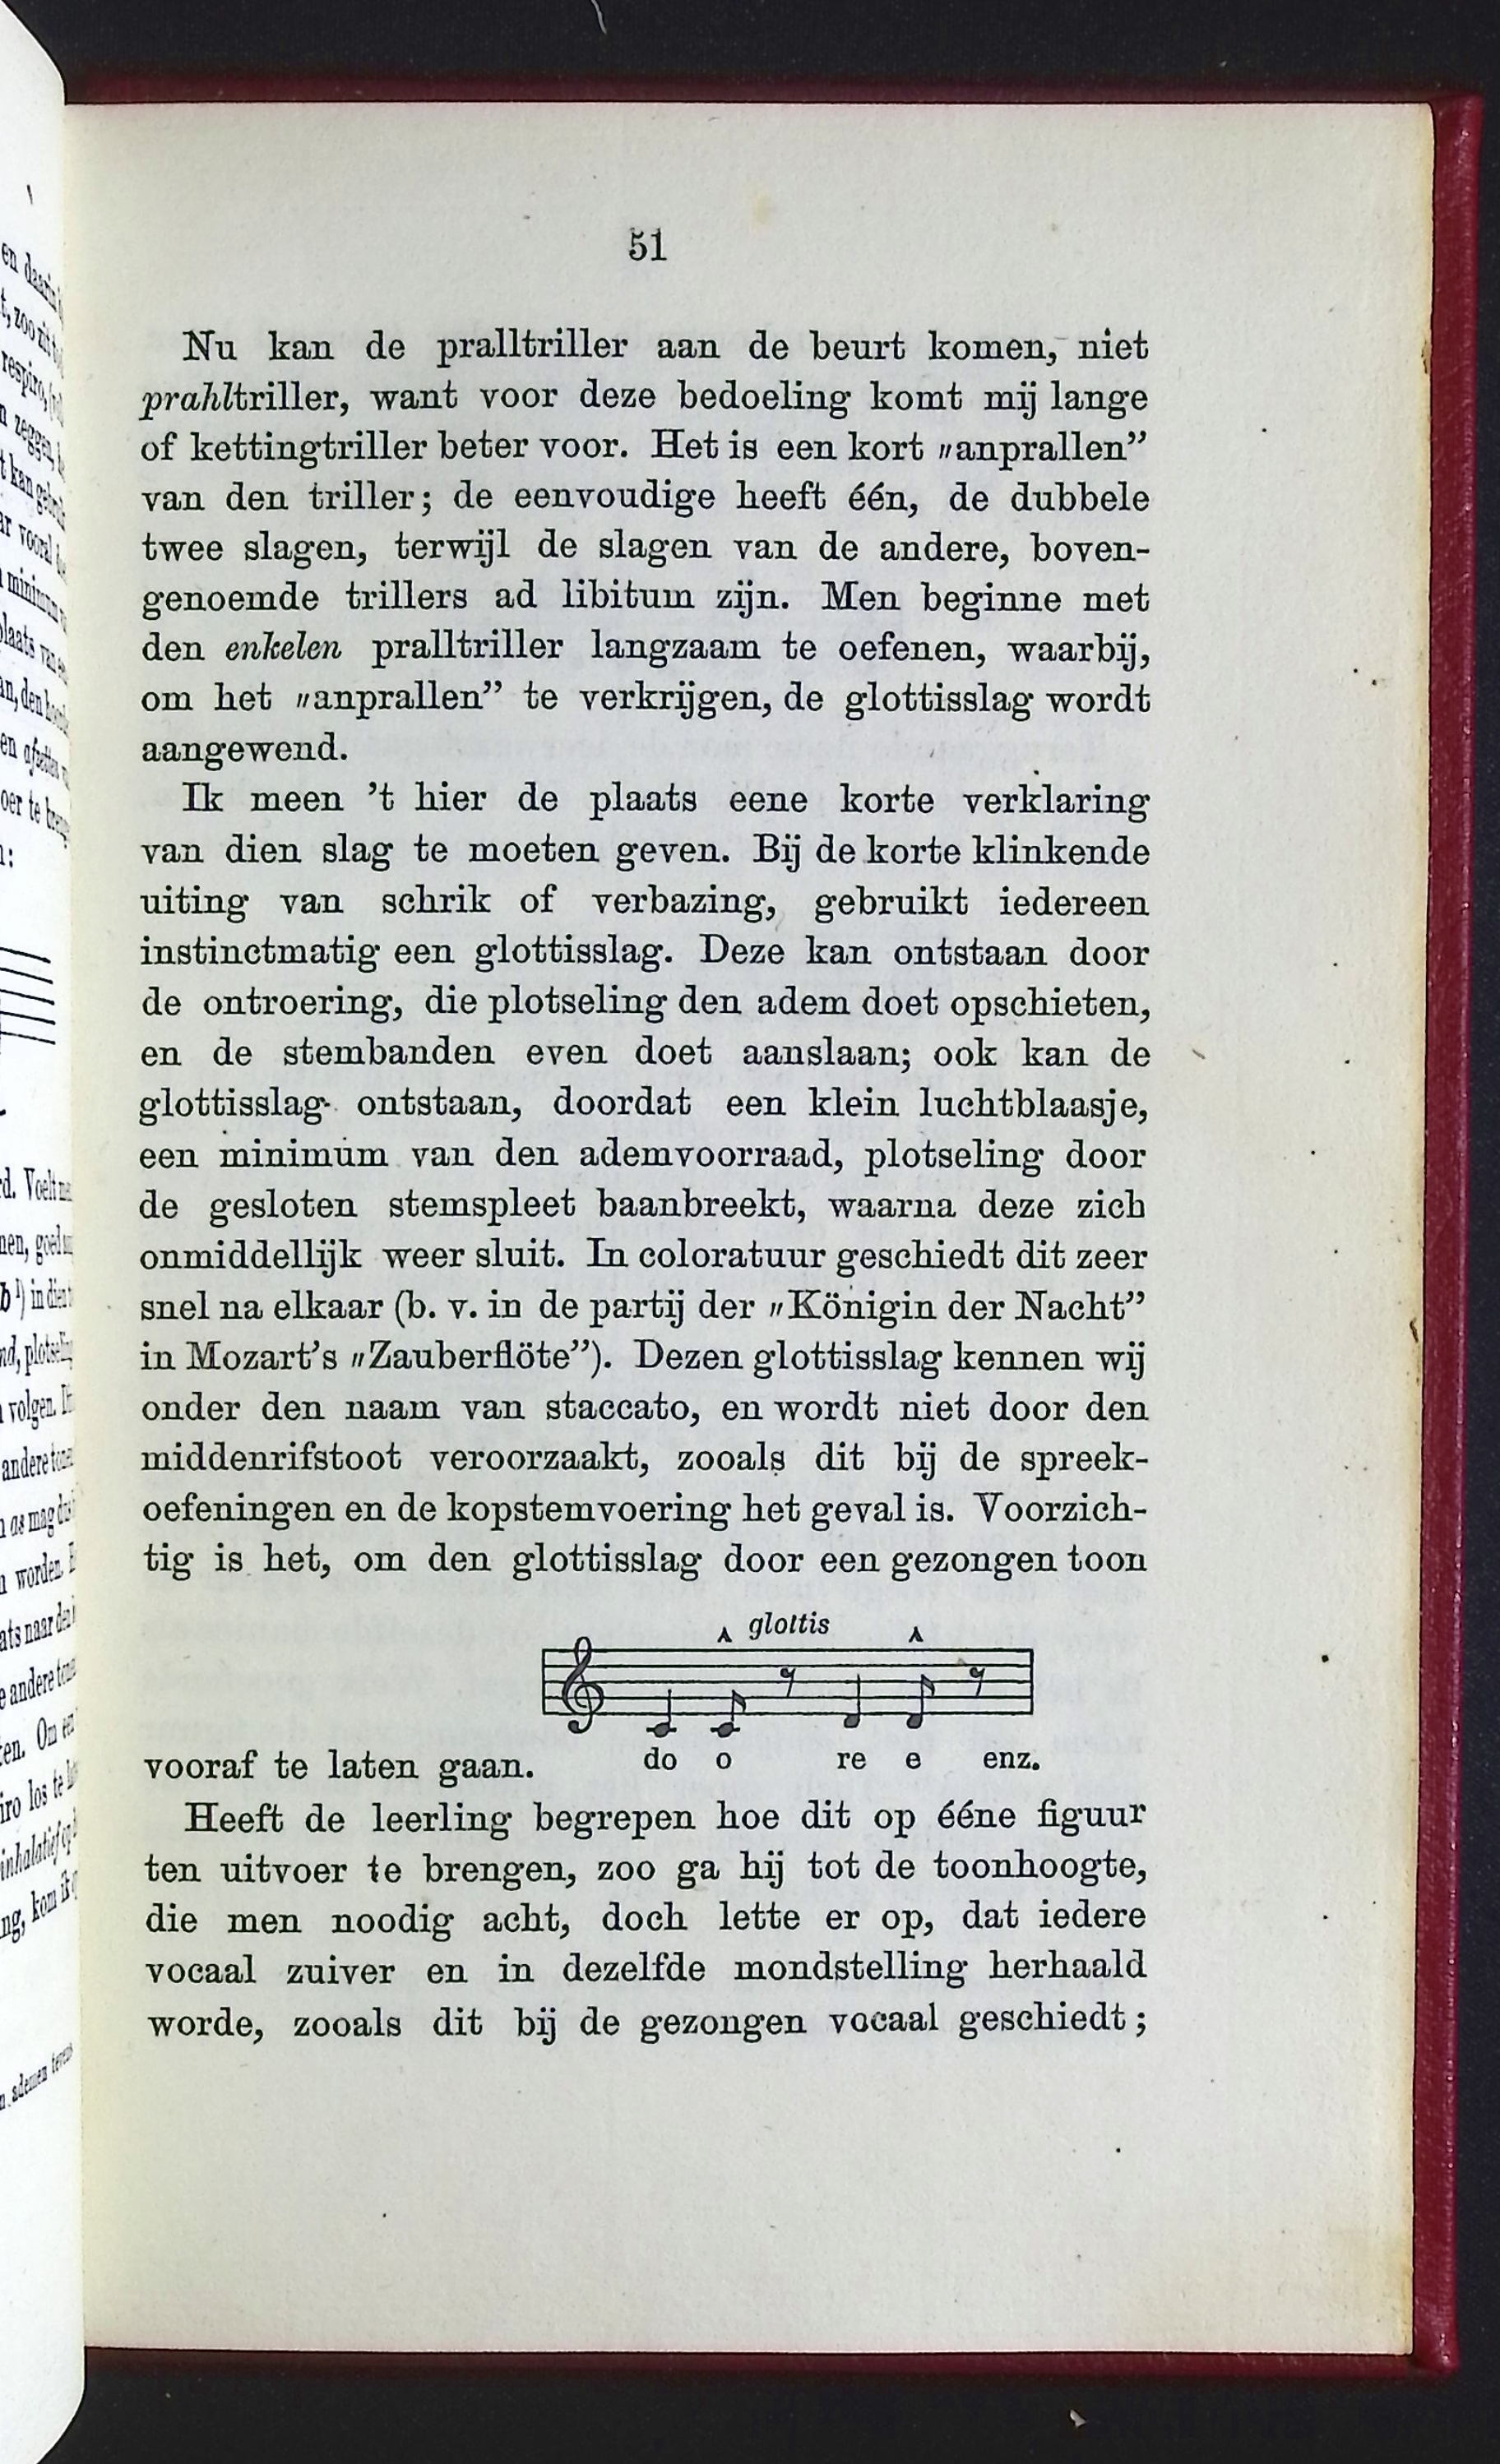 51
Nu kan de pralltriller aan de beurt komen, niet
prahltriller, want voor deze bedoeling komt mij lange
of kettingtriller beter voor. Het is een kort „anprallen”
van den triller; de eenvoudige heeft één, de dubbele
twee slagen, terwijl de slagen van de andere, boven-
genoemde trillers ad libitum zijn. Men beginne met
den enkelen pralltriller langzaam te oefenen, waarbij,
om het „anprallen” te verkrijgen, de glottisslag wordt
aangewend.
Ik meen ’t hier de plaats eene korte verklaring
van dien slag te moeten geven. Bij de korte klinkende
uiting van schrik of verbazing, gebruikt iedereen
instinctmatig een glottisslag. Deze kan ontstaan door
de ontroering, die plotseling den adem doet opschieten,
en de stembanden even doet aanslaan; ook kan de
glottisslag ontstaan, doordat een klein luchtblaasje,
een minimum van den ademvoorraad, plotseling door
de gesloten stemspleet baanbreekt, waarna deze zich
onmiddellijk weer sluit. In coloratuur geschiedt dit zeer
snel na elkaar (b. v. in de partij der „Königin der Nacht”
in Mozart’s „Zauberflöte”). Dezen glottisslag kennen wij
onder den naam van staccato, en wordt niet door den
middenrifstoot veroorzaakt, zooals dit bij de spreek-
oefeningen en de kopstemvoering het geval is. Voorzich-
tig is het, om den glottisslag door een gezongen toon
glottis
vooraf te laten gaan. do o re e enz.
Heeft de leerling begrepen hoe dit op ééne figuur
ten uitvoer te brengen, zoo ga hij tot de toonhoogte,
die men noodig acht, doch lette er op, dat iedere
vocaal zuiver en in dezelfde mondstelling herhaald
worde, zooals dit bij de gezongen vocaal geschiedt;